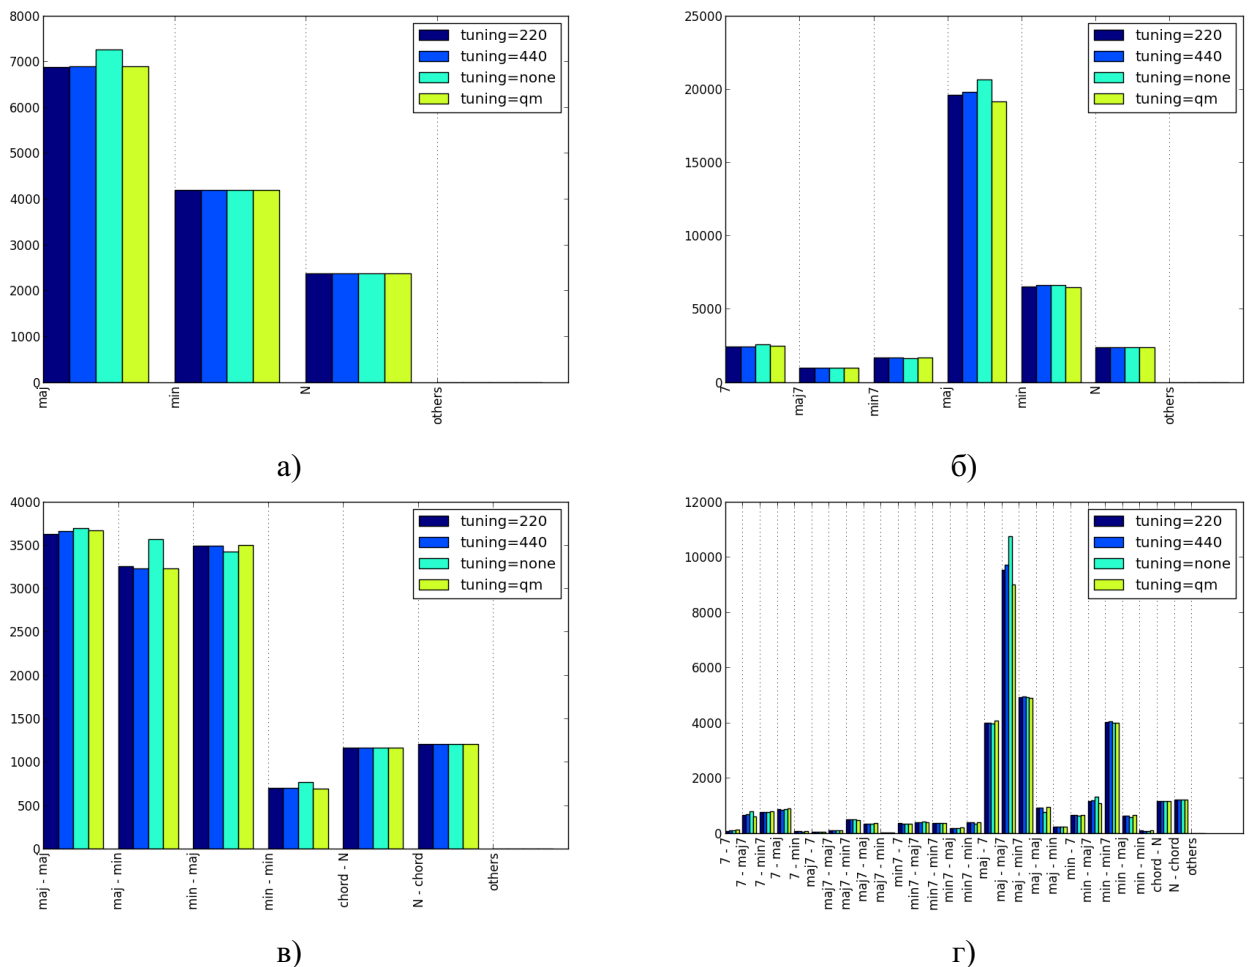 8000
7000
6000
5000
4000
3000
2000
1000
0
tuning=220
tuning=440
tuning=none
tuning=qm
maj
min
N
others
а)
25000
20000
15000
10000
5000
0
tuning=220
tuning=440
tuning=none
tuning=qm
7
maj7
min7
maj
min
N
others
б)
4000
3500
3000
2500
2000
1500
1000
500
0
tuning=220
tuning=440
tuning=none
tuning=qm
maj - maj
maj - min
min - maj
min - min
chord - N
N - chord
others
в)
12000
10000
8000
6000
4000
2000
0
tuning=220
tuning=440
tuning=none
tuning=qm
7 - 7
7 - maj7
7 - min7
7 - maj
7 - min
maj7 - 7
maj7 - maj7
maj7 - min7
maj7 - maj
maj7 - min
min7 - 7
min7 - maj7
min7 - min7
min7 - maj
min7 - min
maj - 7
maj - maj7
maj - min7
maj - maj
maj - min
min - 7
min - maj7
min - min7
min - maj
min - min
chord - N
N - chord
others
г)